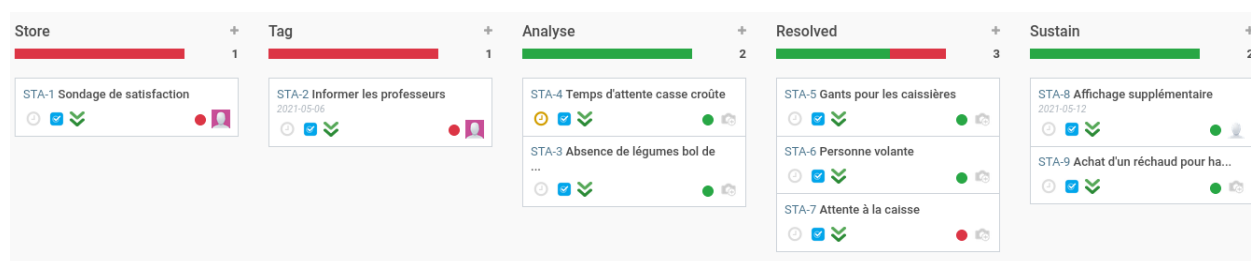 Store
+
1
STA-1 Sondage de satisfaction
Tag
+
1
STA-2 Informer les professeurs
2021-05-06
Analyse
+
2
STA-4 Temps d'attente casse croûte
STA-3 Absence de légumes bol de
...
Resolved
+
3
STA-5 Gants pour les caissières
STA-6 Personne volante
STA-7 Attente à la caisse
Sustain
+
2
STA-8 Affichage supplémentaire
2021-05-12
STA-9 Achat d'un réchaud pour ha...